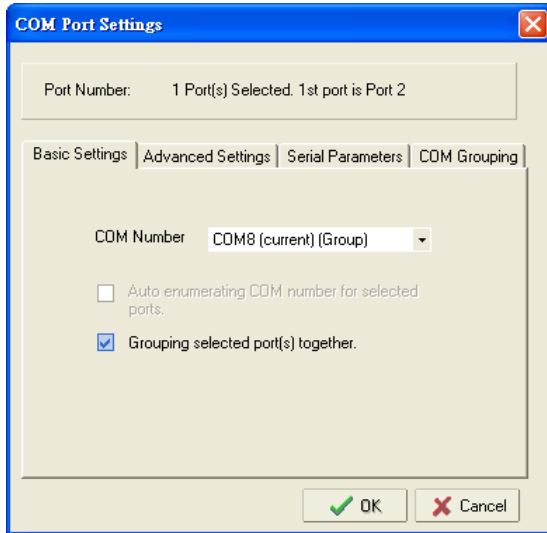 COM Port Settings
Port Number: 1 Port(s) Selected. 1st port is Port 2
Basic Settings Advanced Settings Serial Parameters COM Grouping
COM Number COM8 (current) (Group)
Auto enumerating COM number for selected
ports.
Grouping selected port(s) together.
OK Cancel